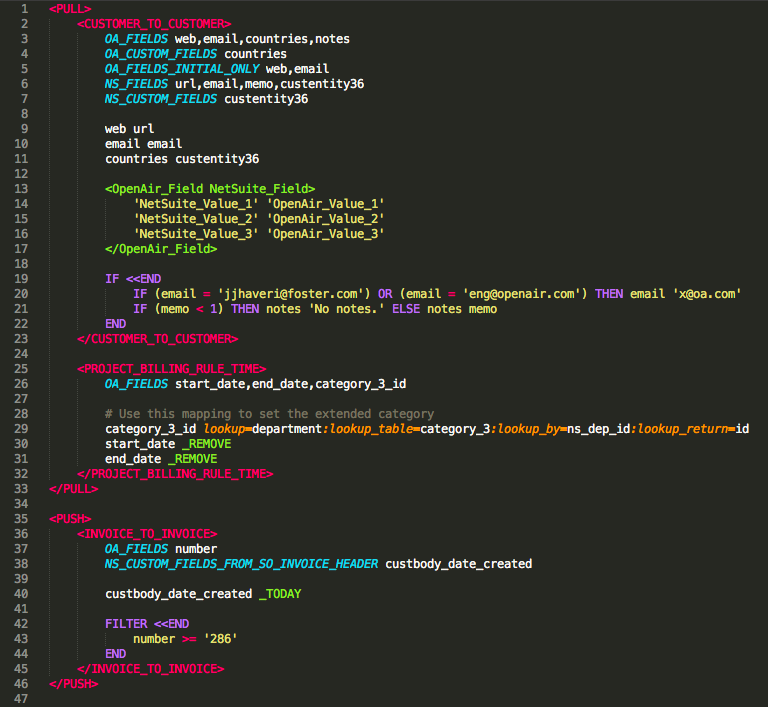 1 <PULL>
2 <CUSTOMER_TO_CUSTOMER>
3 OA_FIELDS web,email,countries,notes
4 OA_CUSTOM_FIELDS countries
5 OA_FIELDS_INITIAL_ONLY web,email
6 NS_FIELDS url,email,memo,custentity36
7 NS_CUSTOM_FIELDS custentity36
8
9 web url
10 email email
11 countries custentity36
12
13 <OpenAir_Field NetSuite_Field>
14 'NetSuite_Value_1' 'OpenAir_Value_1'
15 'NetSuite_Value_2' 'OpenAir_Value_2'
16 'NetSuite_Value_3' 'OpenAir_Value_3'
17 </OpenAir_Field>
18
19 IF <<END
20 IF (email = 'jjhaveri@foster.com') OR (email = 'eng@openair.com') THEN email 'x@oa.com'
21 IF (memo < 1) THEN notes 'No notes.' ELSE notes memo
22 END
23 </CUSTOMER_TO_CUSTOMER>
24
25 <PROJECT_BILLING_RULE_TIME>
26 OA_FIELDS start_date,end_date,category_3_id
27
28 # Use this mapping to set the extended category
29 category_3_id lookup=department:lookup_table=category_3:lookup_by=ns_dep_id:lookup_return=id
30 start_date _REMOVE
31 end_date _REMOVE
32 </PROJECT_BILLING_RULE_TIME>
33 </PULL>
34
35 <PUSH>
36 <INVOICE_TO_INVOICE>
37 OA_FIELDS number
38 NS_CUSTOM_FIELDS_FROM_SO_INVOICE_HEADER custbody_date_created
39
40 custbody_date_created _TODAY
41
42 FILTER <<END
43 number >= '286'
44 END
45 </INVOICE_TO_INVOICE>
46 </PUSH>
47